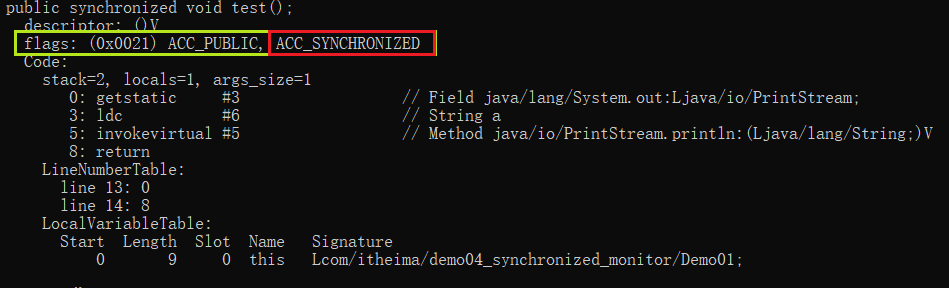 public synchronized void test();
descriptor: ()V
flags: (0x0021) ACC_PUBLIC, ACC_SYNCHRONIZED
Code:
stack=2, locals=1, args_size=1
0: getstatic #3 // Field java/lang/System.out:Ljava/io/PrintStream;
3: ldc #6 // String a
5: invokevirtual #5 // Method java/io/PrintStream.println:(Ljava/lang/String;)V
8: return
LineNumberTable:
line 13: 0
line 14: 8
LocalVariableTable:
Start Length Slot Name Signature
0 9 0 this Lcom/itheima/demo04_synchronized_monitor/Demo01;